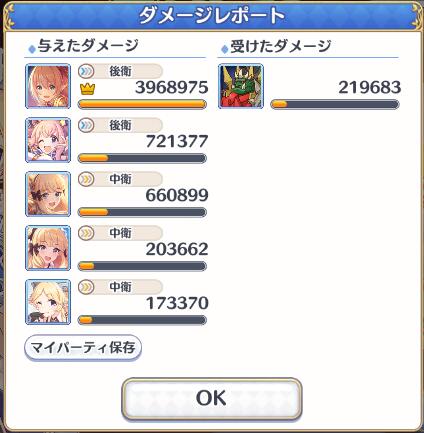 ダメージレポート
与えたダメージ
受けたダメージ
後衛
3968975
219683
後衛
721377
中衛
660899
中衛
203662
中衛
173370
マイパーティ保存
OK